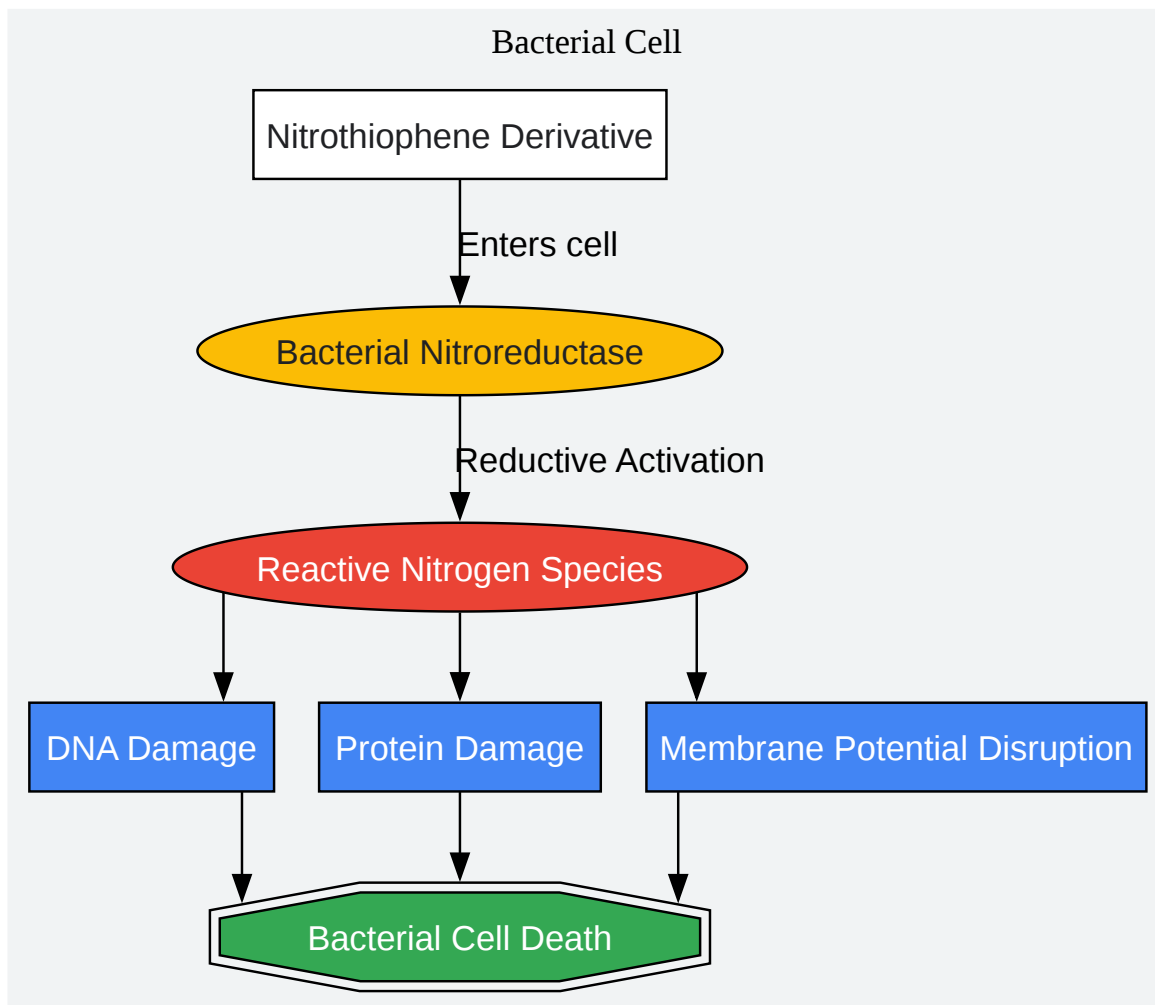 Bacterial Cell
Nitrothiophene Derivative
Enters cell
Bacterial Nitroreductase
Reductive Activation
Reactive Nitrogen Species
DNA Damage
Protein Damage
Membrane Potential Disruption
Bacterial Cell Death